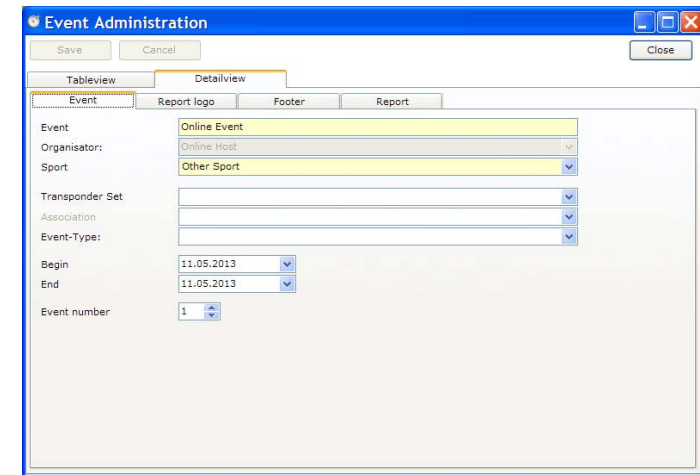 Event Administration
Save Cancel Close
Tableview Detailview
Event Report logo Footer Report
Event Online Event
Organisator: Online Host
Sport Other Sport
Transponder Set
Association
Event-Type:
Begin 11.05.2013
End 11.05.2013
Event number 1